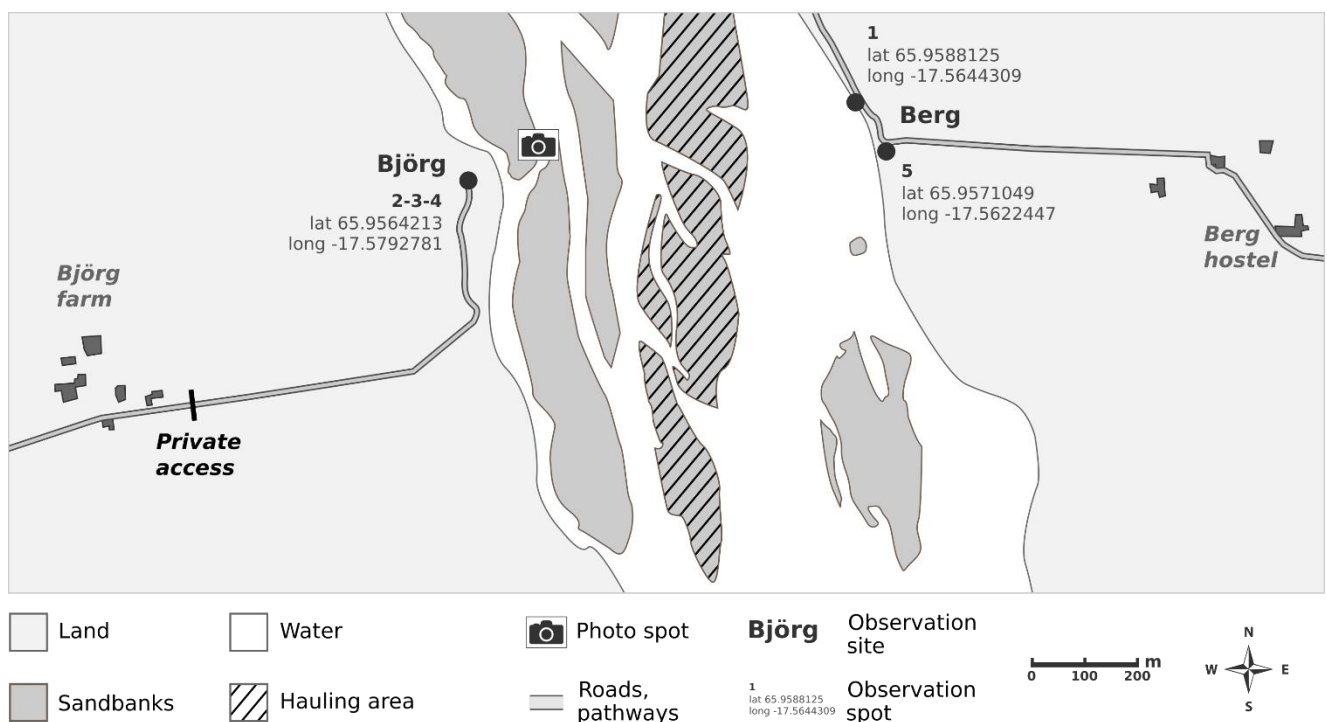 1
lat 65.9588125
long -17.5644309
Berg
Björg
2-3-4
lat 65.9564213
long -17.5792781
5
lat 65.9571049
long -17.5622447
Berg
hostel
Björg
farm
Private
access
Land
Water
Photo spot
Björg
Observation
site
Sandbanks
Hauling area
Roads,
pathways
1
lat 65.9588125
long -17.5644309
Observation
spot
m
0 100 200
N
W E
S